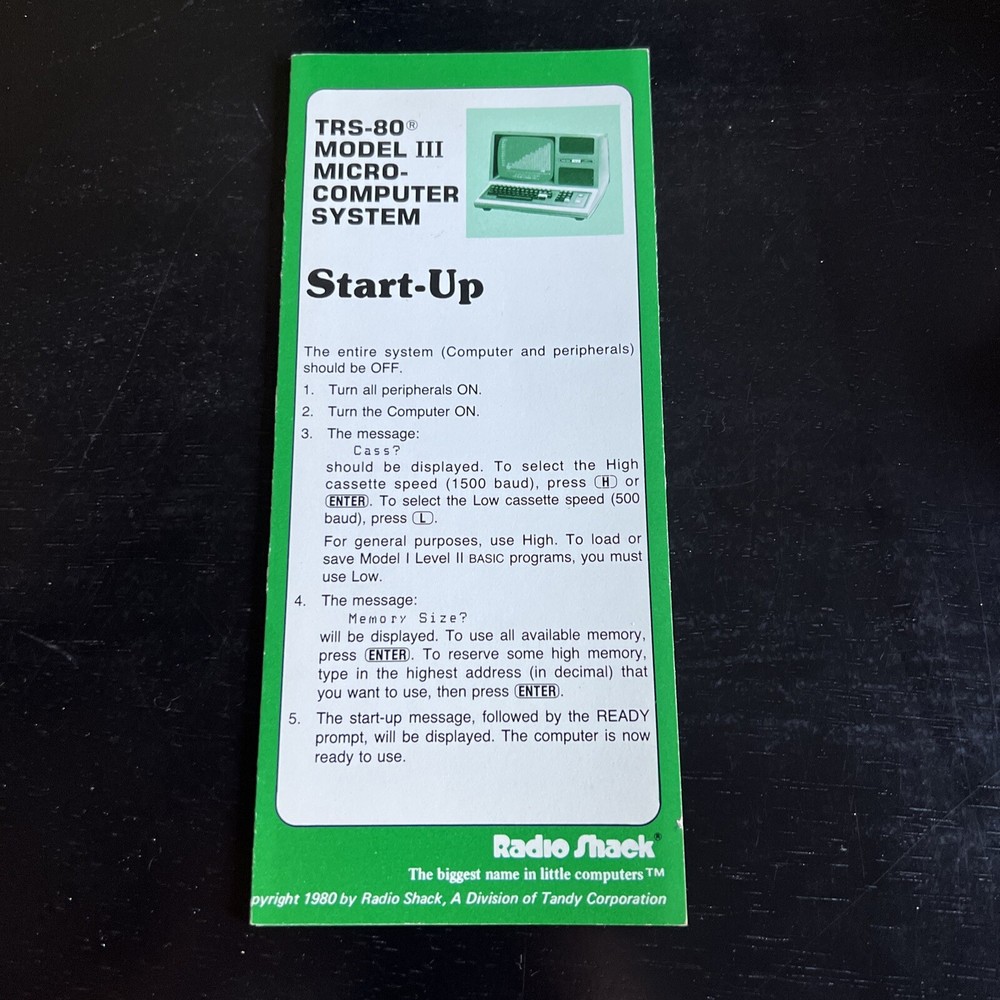 TRS-80®
MODEL III
MICRO-
COMPUTER
SYSTEM
Start-Up
The entire system (Computer and peripherals)
should be OFF.
1. Turn all peripherals ON.
2. Turn the Computer ON.
3. The message:
Cass?
should be displayed. To select the High
cassette speed (1500 baud), press H or
ENTER. To select the Low cassette speed (500
baud), press L.
For general purposes, use High. To load or
save Model I Level II BASIC programs, you must
use Low.
4. The message:
Memory Size?
will be displayed. To use all available memory,
press ENTER. To reserve some high memory,
type in the highest address (in decimal) that
you want to use, then press ENTER.
5. The start-up message, followed by the READY
prompt, will be displayed. The computer is now
ready to use.
Radio Shack®
The biggest name in little computers™
pyright 1980 by Radio Shack, A Division of Tandy Corporation